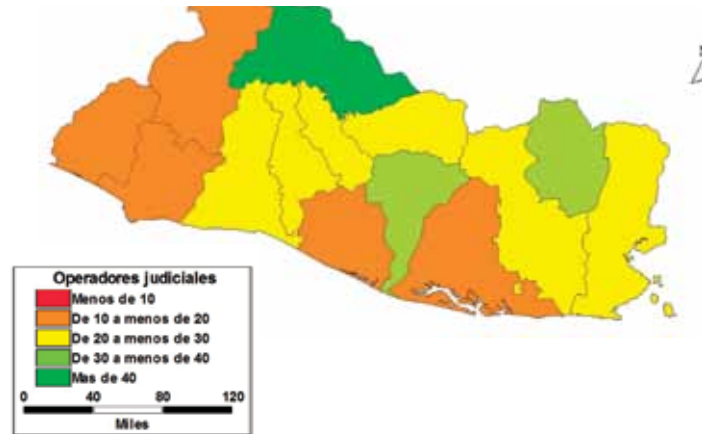 Operadores judiciales
Menos de 10
De 10 a menos de 20
De 20 a menos de 30
De 30 a menos de 40
Mas de 40
0 40 80 120
Miles